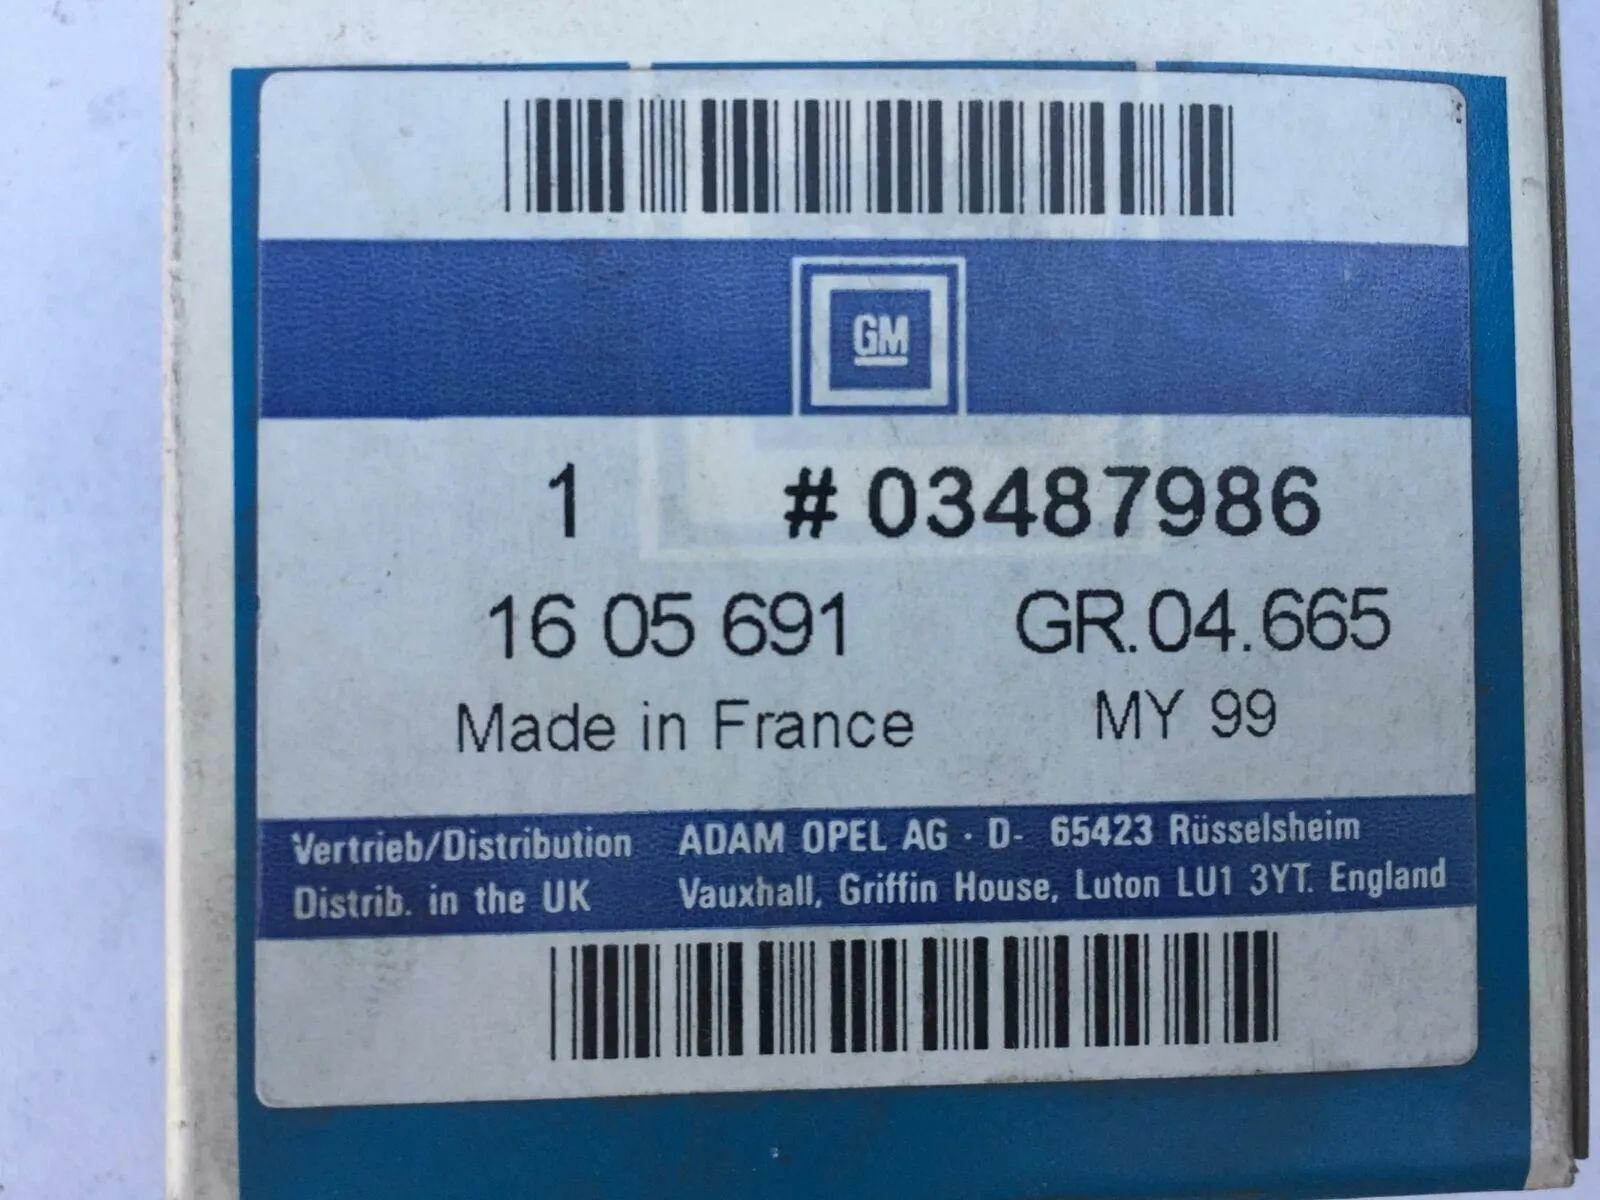 GM
1 # 03487986
16 05 691 GR.04.665
Made in France MY 99
Vertrieb/Distribution ADAM OPEL AG · D- 65423 Rüsselsheim
Distrib. in the UK Vauxhall, Griffin House, Luton LU1 3YT. England